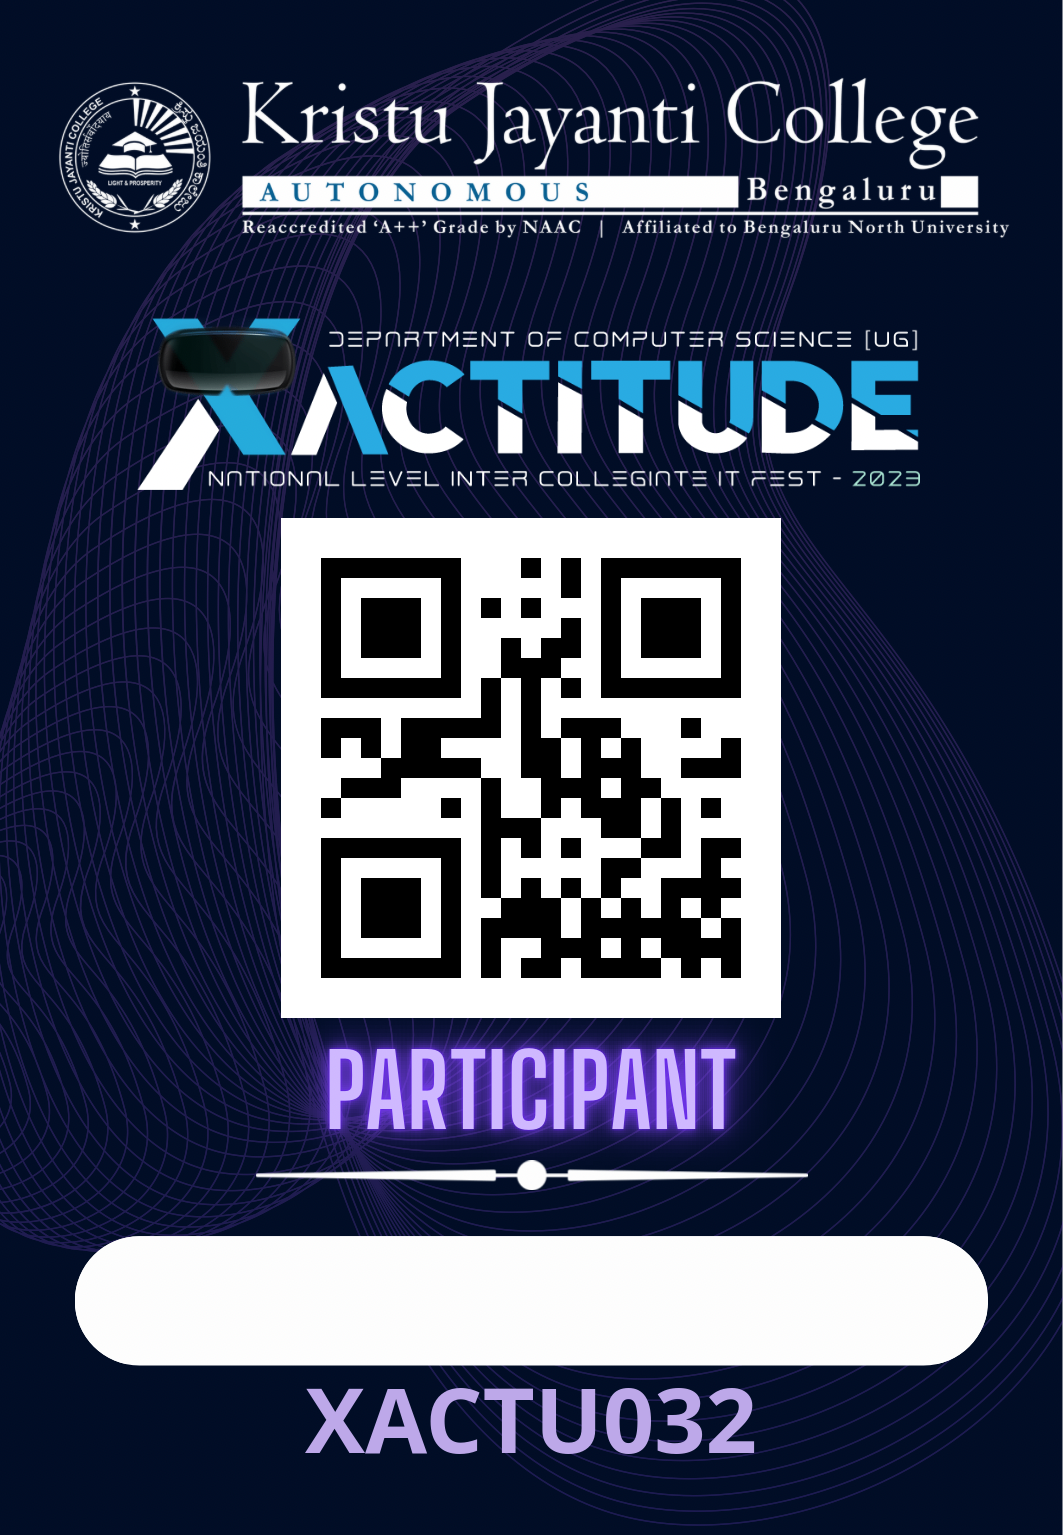 Kristu Jayanti College
AUTONOMOUS Bengaluru
Reaccredited ‘A++’ Grade by NAAC | Affiliated to Bengaluru North University
KRISTU JAYANTI COLLEGE
LIGHT & PROSPERITY
DEPARTMENT OF COMPUTER SCIENCE [UG]
XACTITUDE
NATIONAL LEVEL INTER COLLEGIATE IT FEST - 2023
PARTICIPANT
XACTU032